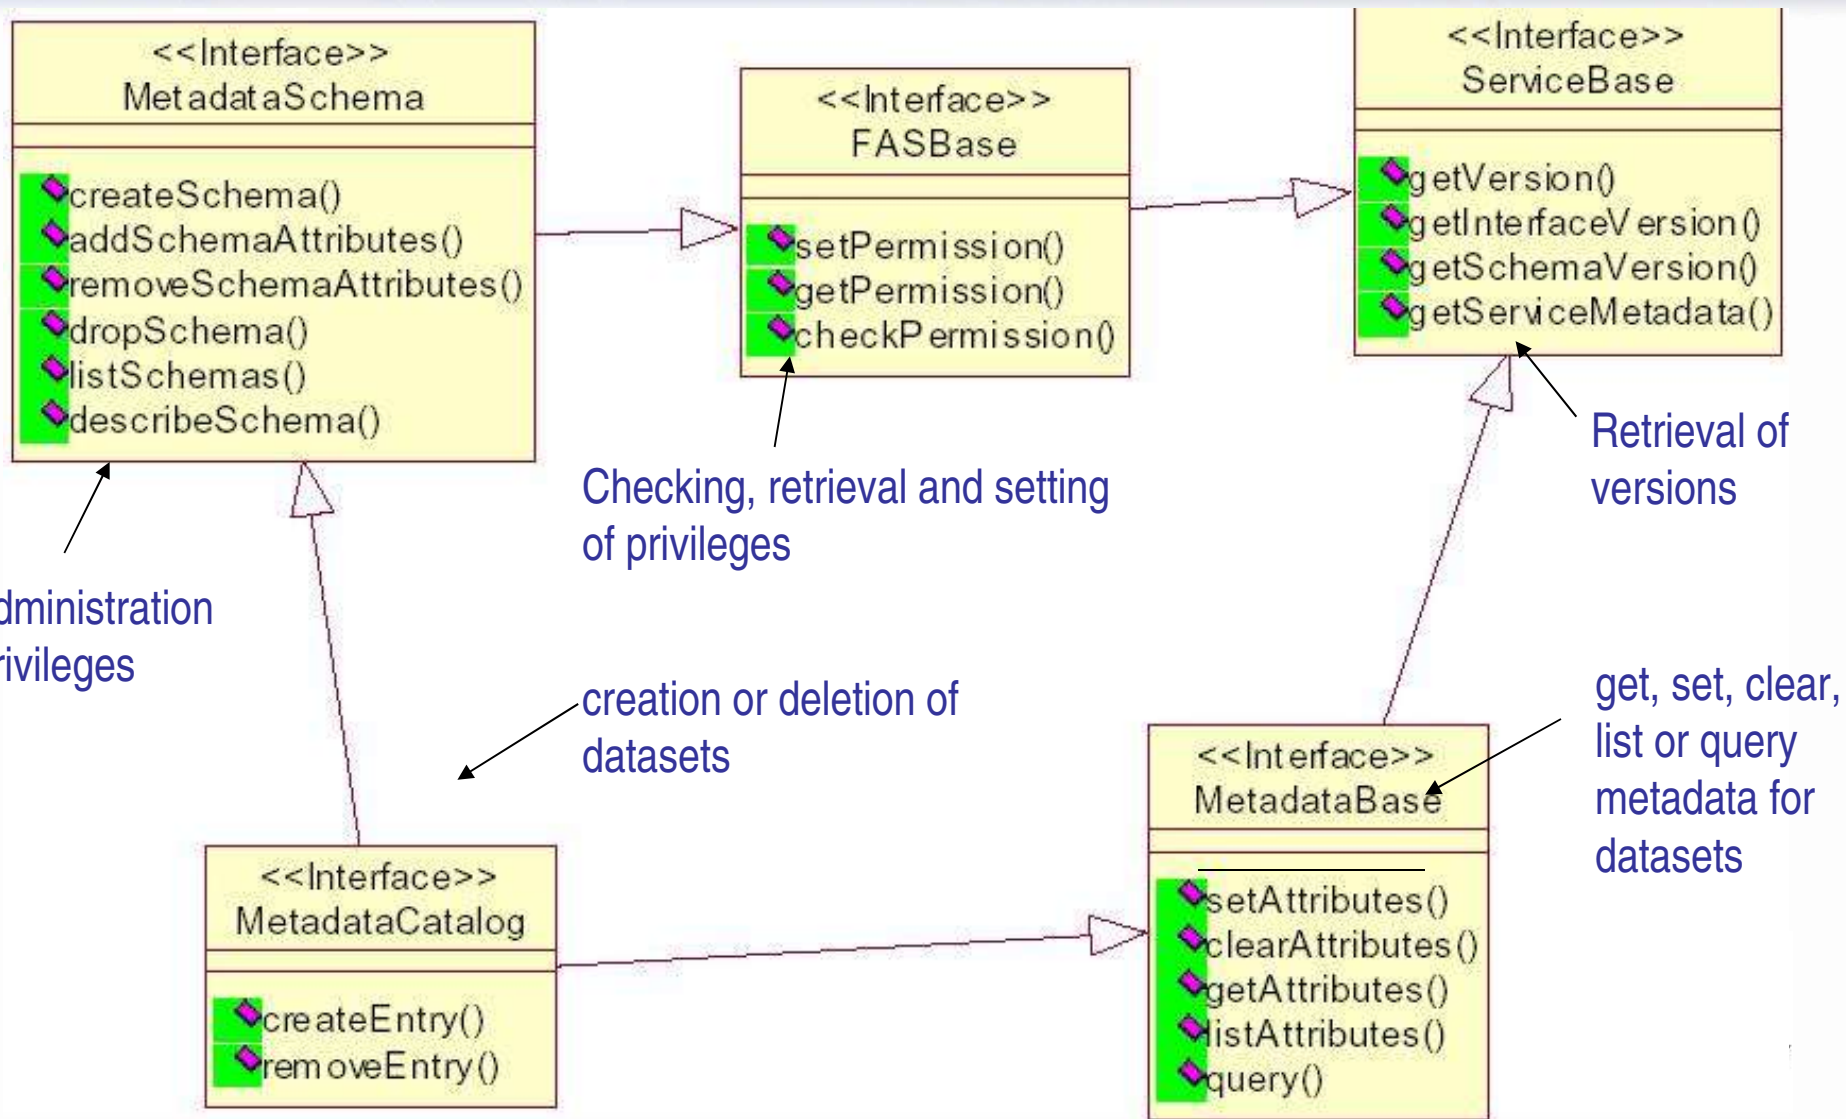 <<Interface>>
MetadataSchema
createSchema()
addSchemaAttributes()
removeSchemaAttributes()
dropSchema()
listSchemas()
describeSchema()
<<Interface>>
FASBase
setPermission()
getPermission()
checkPermission()
<<Interface>>
ServiceBase
getVersion()
getInterfaceVersion()
getSchemaVersion()
getServiceMetadata()
Retrieval of
versions
Checking, retrieval and setting
of privileges
dministration
rivileges
creation or deletion of
datasets
get, set, clear,
list or query
metadata for
datasets
<<Interface>>
MetadataCatalog
createEntry()
removeEntry()
<<Interface>>
MetadataBase
setAttributes()
clearAttributes()
getAttributes()
listAttributes()
query()